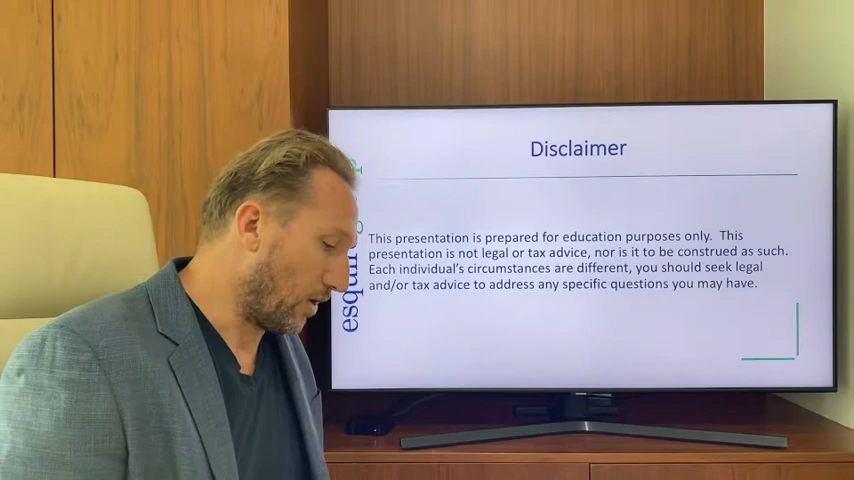 Disclaimer
This presentation is prepared for education purposes only. This
presentation is not legal or tax advice, nor is it to be construed as such.
Each individual's circumstances are different, you should seek legal
and/or tax advice to address any specific questions you may have.